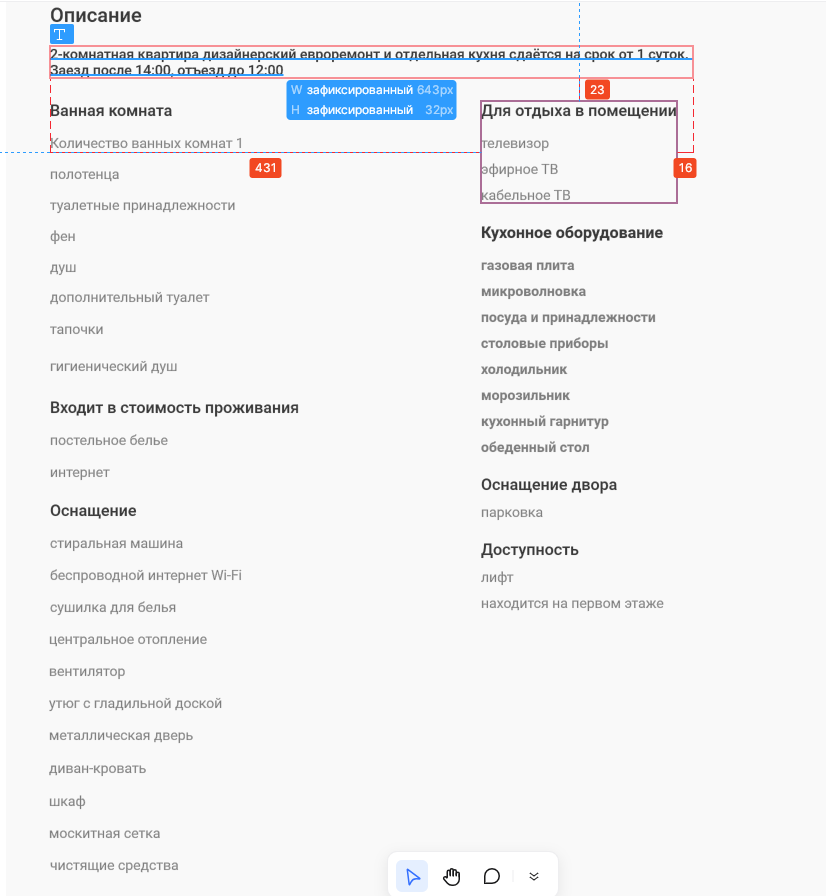 Описание
T
2-комнатная квартира дизайнерский евроремонт и отдельная кухня сдаётся на срок от 1 суток.
Заезд после 14:00, отъезд до 12:00
W зафиксированный 643px
H зафиксированный 32px
23
431
16
Ванная комната
Количество ванных комнат 1
полотенца
туалетные принадлежности
фен
душ
дополнительный туалет
тапочки
гигиенический душ
Входит в стоимость проживания
постельное белье
интернет
Оснащение
стиральная машина
беспроводной интернет Wi-Fi
сушилка для белья
центральное отопление
вентилятор
утюг с гладильной доской
металлическая дверь
диван-кровать
шкаф
москитная сетка
чистящие средства
Для отдыха в помещении
телевизор
эфирное ТВ
кабельное ТВ
Кухонное оборудование
газовая плита
микроволновка
посуда и принадлежности
столовые приборы
холодильник
морозильник
кухонный гарнитур
обеденный стол
Оснащение двора
парковка
Доступность
лифт
находится на первом этаже